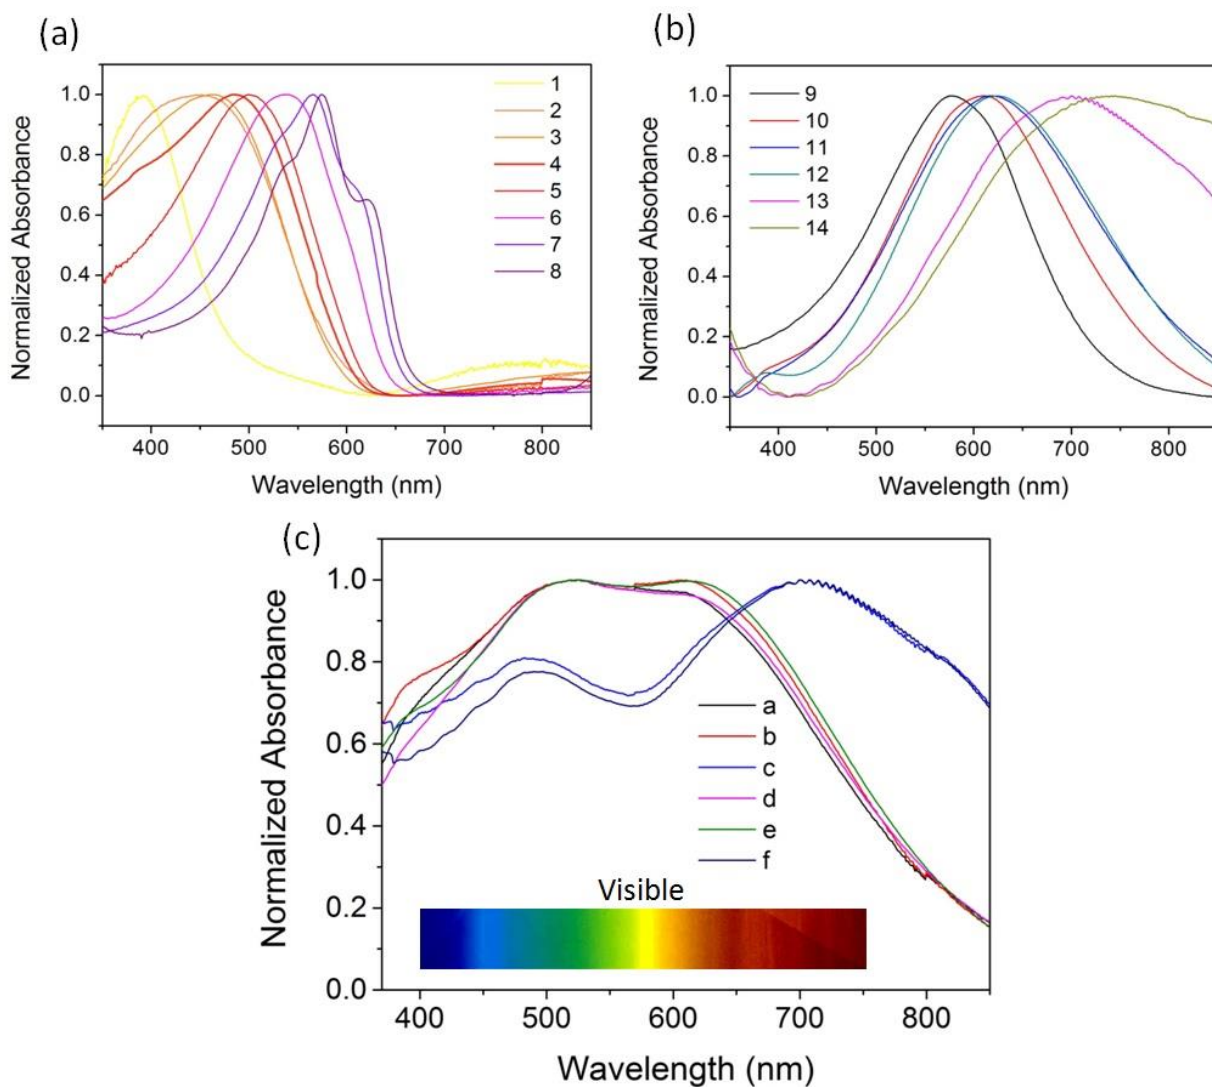 (a)
Normalized Absorbance
1.0
0.8
0.6
0.4
0.2
0.0
400 500 600 700 800
Wavelength (nm)
1
2
3
4
5
6
7
8
(b)
Normalized Absorbance
1.0
0.8
0.6
0.4
0.2
0.0
400 500 600 700 800
Wavelength (nm)
9
10
11
12
13
14
(c)
Normalized Absorbance
1.0
0.8
0.6
0.4
0.2
0.0
400 500 600 700 800
Wavelength (nm)
a
b
c
d
e
f
Visible